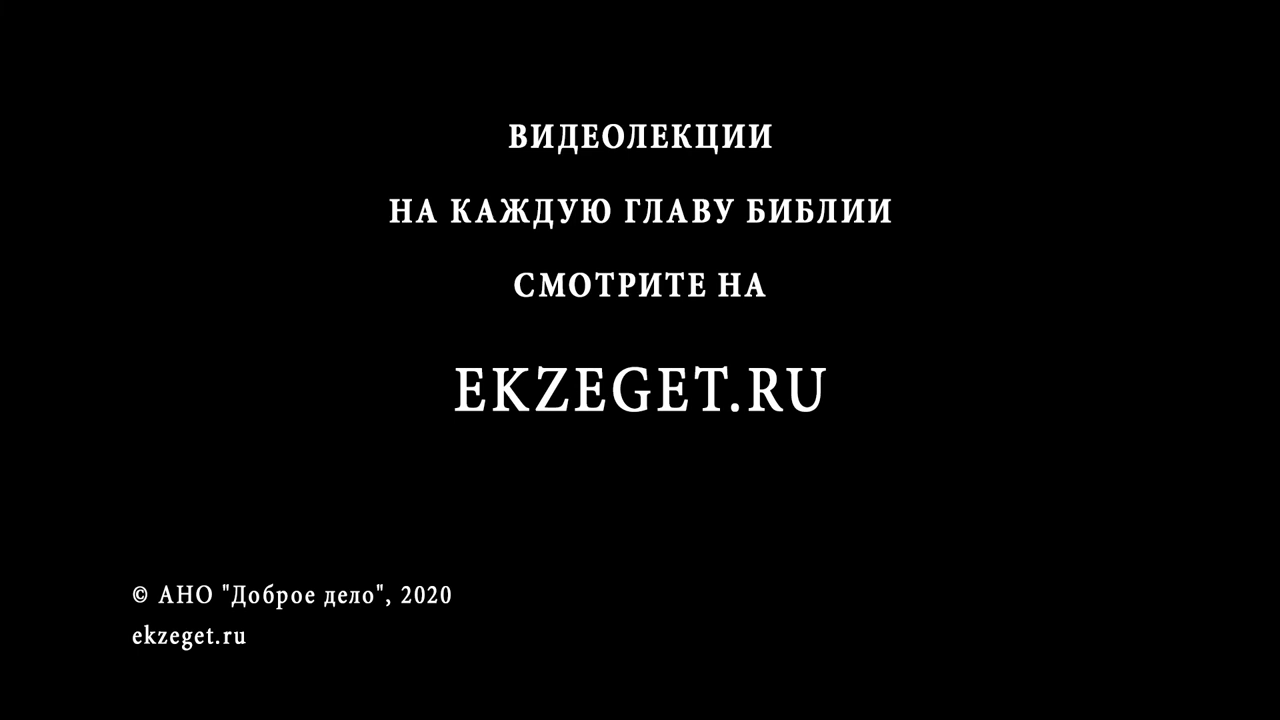 ВИДЕОЛЕКЦИИ
НА КАЖДУЮ ГЛАВУ БИБЛИИ
СМОТРИТЕ НА
EKZEGET.RU
© АНО "Доброе дело", 2020
ekzeget.ru